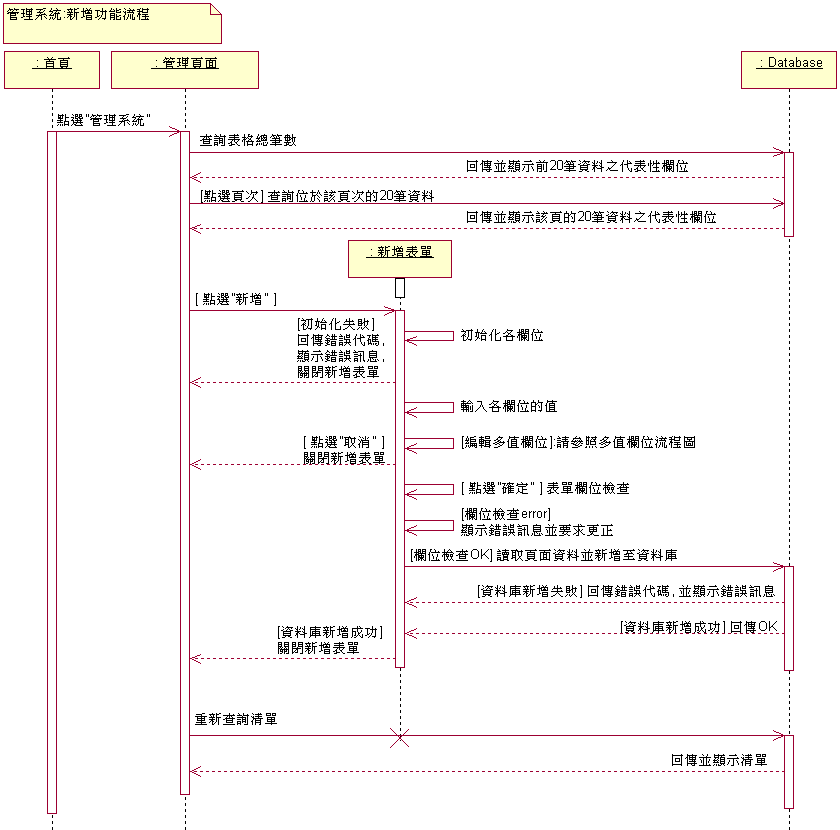 管理系統:新增功能流程
: 首頁
: 管理頁面
: Database
點選"管理系統"
查詢表格總筆數
回傳並顯示前20筆資料之代表性欄位
[點選頁次] 查詢位於該頁次的20筆資料
回傳並顯示該頁的20筆資料之代表性欄位
: 新增表單
[ 點選"新增" ]
[初始化失敗]
回傳錯誤代碼,
顯示錯誤訊息,
關閉新增表單
初始化各欄位
輸入各欄位的值
[ 點選"取消" ]
關閉新增表單
[編輯多值欄位]:請參照多值欄位流程圖
[ 點選"確定" ] 表單欄位檢查
[欄位檢查error]
顯示錯誤訊息並要求更正
[欄位檢查OK] 讀取頁面資料並新增至資料庫
[資料庫新增失敗] 回傳錯誤代碼, 並顯示錯誤訊息
[資料庫新增成功] 回傳OK
[資料庫新增成功]
關閉新增表單
重新查詢清單
回傳並顯示清單